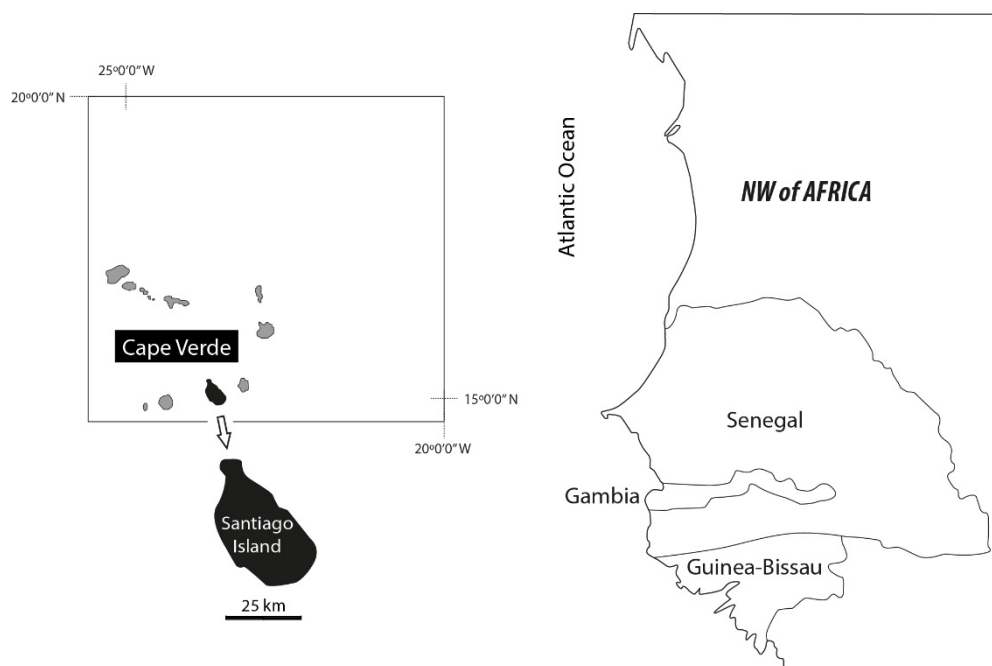 25º0'0" W
20º0'0" N
Atlantic Ocean
NW of AFRICA
Cape Verde
15º0'0" N
20º0'0" W
Senegal
Gambia
Santiago
Island
Guinea-Bissau
25 km